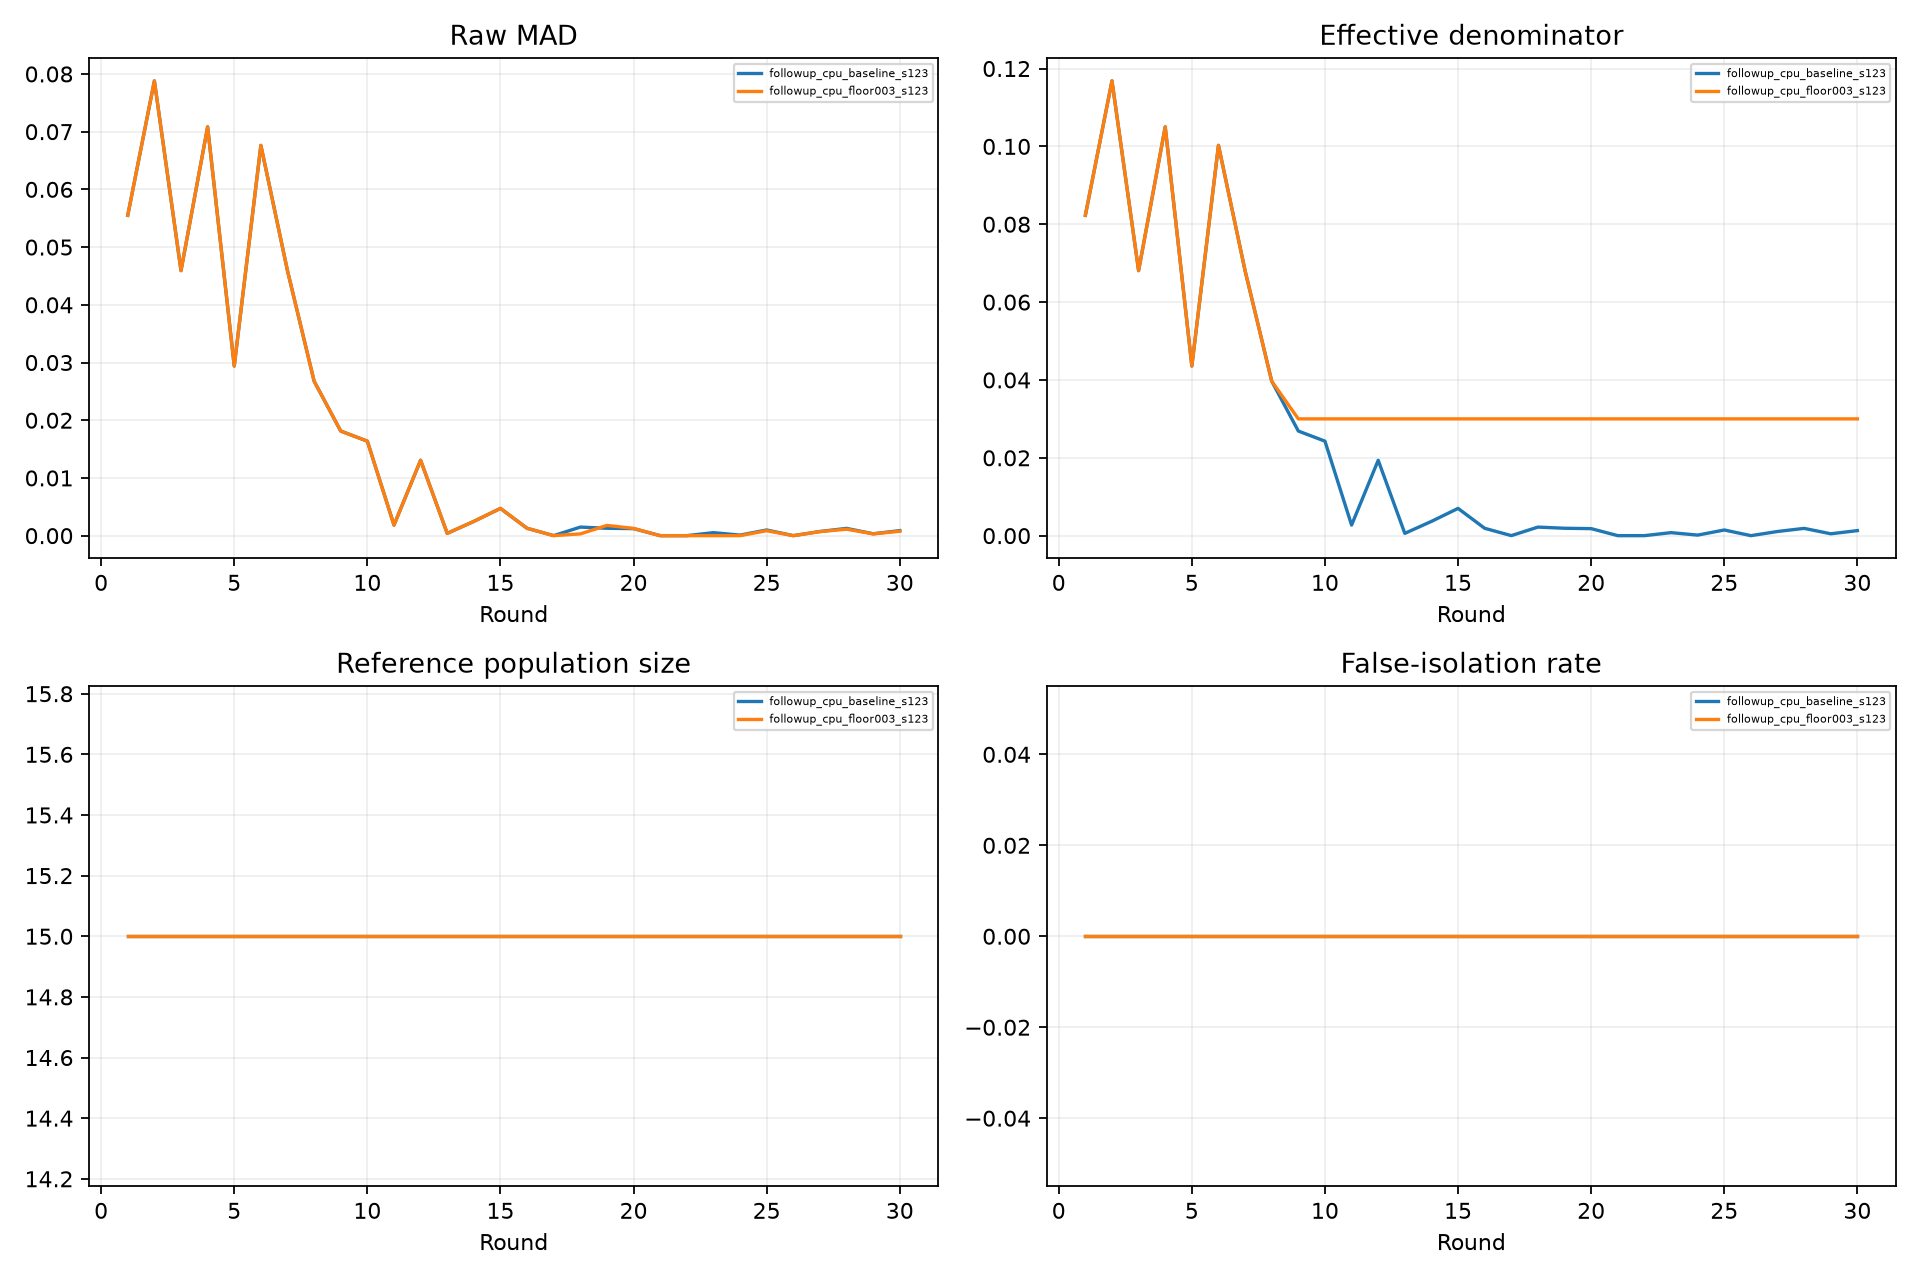 Raw MAD
0.08
0.07
0.06
0.05
0.04
0.03
0.02
0.01
0.00
0 5 10 15 20 25 30
Round
followup_cpu_baseline_s123
followup_cpu_floor003_s123
Effective denominator
0.12
0.10
0.08
0.06
0.04
0.02
0.00
0 5 10 15 20 25 30
Round
followup_cpu_baseline_s123
followup_cpu_floor003_s123
Reference population size
15.8
15.6
15.4
15.2
15.0
14.8
14.6
14.4
14.2
0 5 10 15 20 25 30
Round
followup_cpu_baseline_s123
followup_cpu_floor003_s123
False-isolation rate
0.04
0.02
0.00
−0.02
−0.04
0 5 10 15 20 25 30
Round
followup_cpu_baseline_s123
followup_cpu_floor003_s123